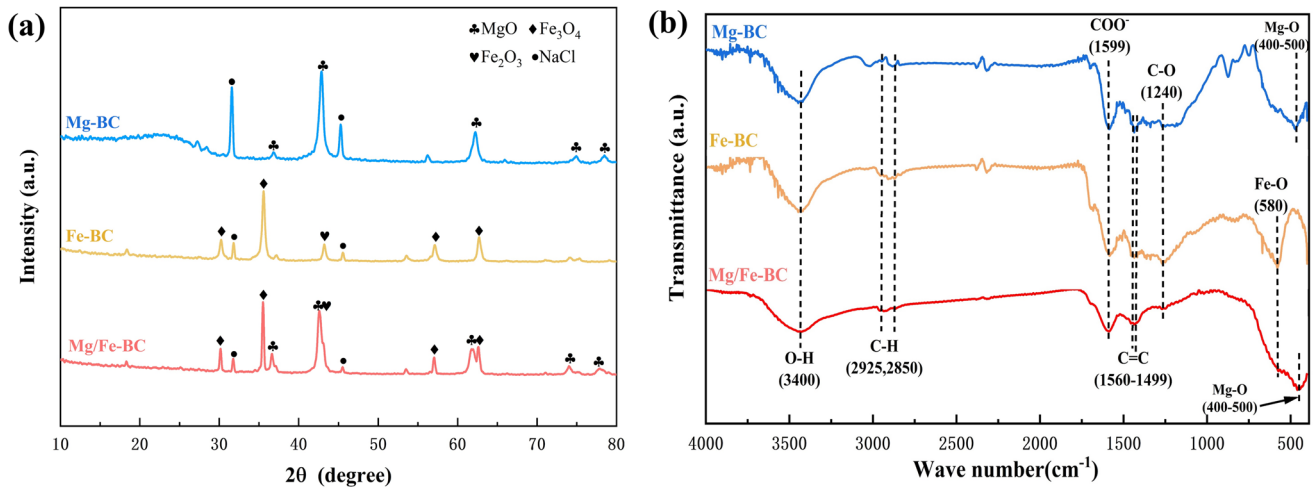 (a)
♣MgO ♦Fe₃O₄
♥Fe₂O₃ ●NaCl
Mg-BC
Fe-BC
Mg/Fe-BC
Intensity (a.u.)
10 20 30 40 50 60 70 80
2θ (degree)
(b)
Mg-BC
COO⁻
(1599)
Mg-O
(400-500)
C-O
(1240)
Fe-BC
Fe-O
(580)
Mg/Fe-BC
O-H
(3400)
C-H
(2925,2850)
C=C
(1560-1499)
Mg-O
(400-500)
Transmittance (a.u.)
4000 3500 3000 2500 2000 1500 1000 500
Wave number(cm⁻¹)